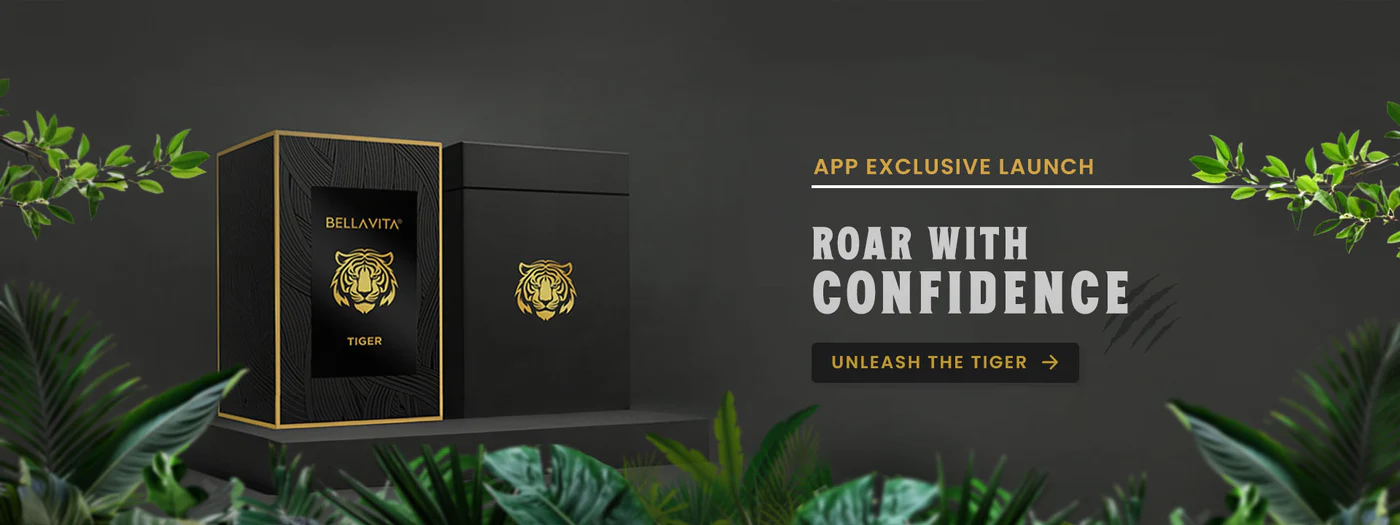 BELLAVITA®
TIGER
APP EXCLUSIVE LAUNCH
ROAR WITH
CONFIDENCE
UNLEASH THE TIGER →